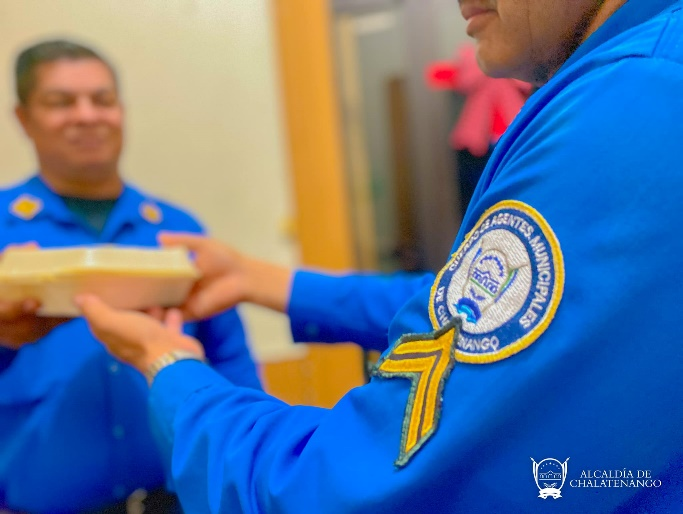 CUERPO DE AGENTES MUNICIPALES
DE CHALATENANGO
ALCALDÍA DE
CHALATENANGO